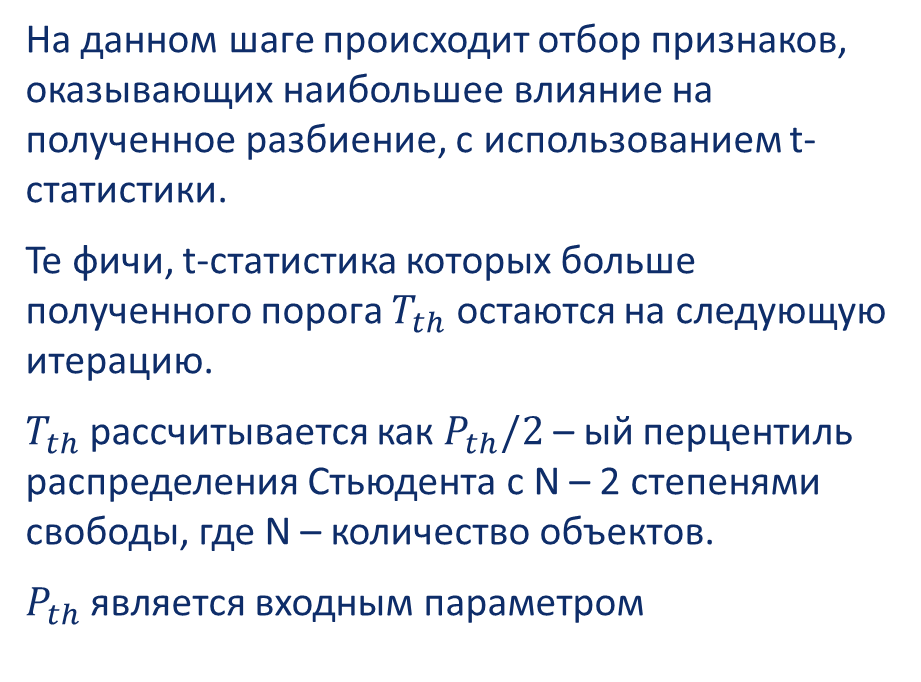 На данном шаге происходит отбор признаков,
оказывающих наибольшее влияние на
полученное разбиение, с использованием t-
статистики.
Те фичи, t-статистика которых больше
полученного порога T_{th} остаются на следующую
итерацию.
T_{th} рассчитывается как P_{th}/2 – ый перцентиль
распределения Стьюдента с N – 2 степенями
свободы, где N – количество объектов.
P_{th} является входным параметром